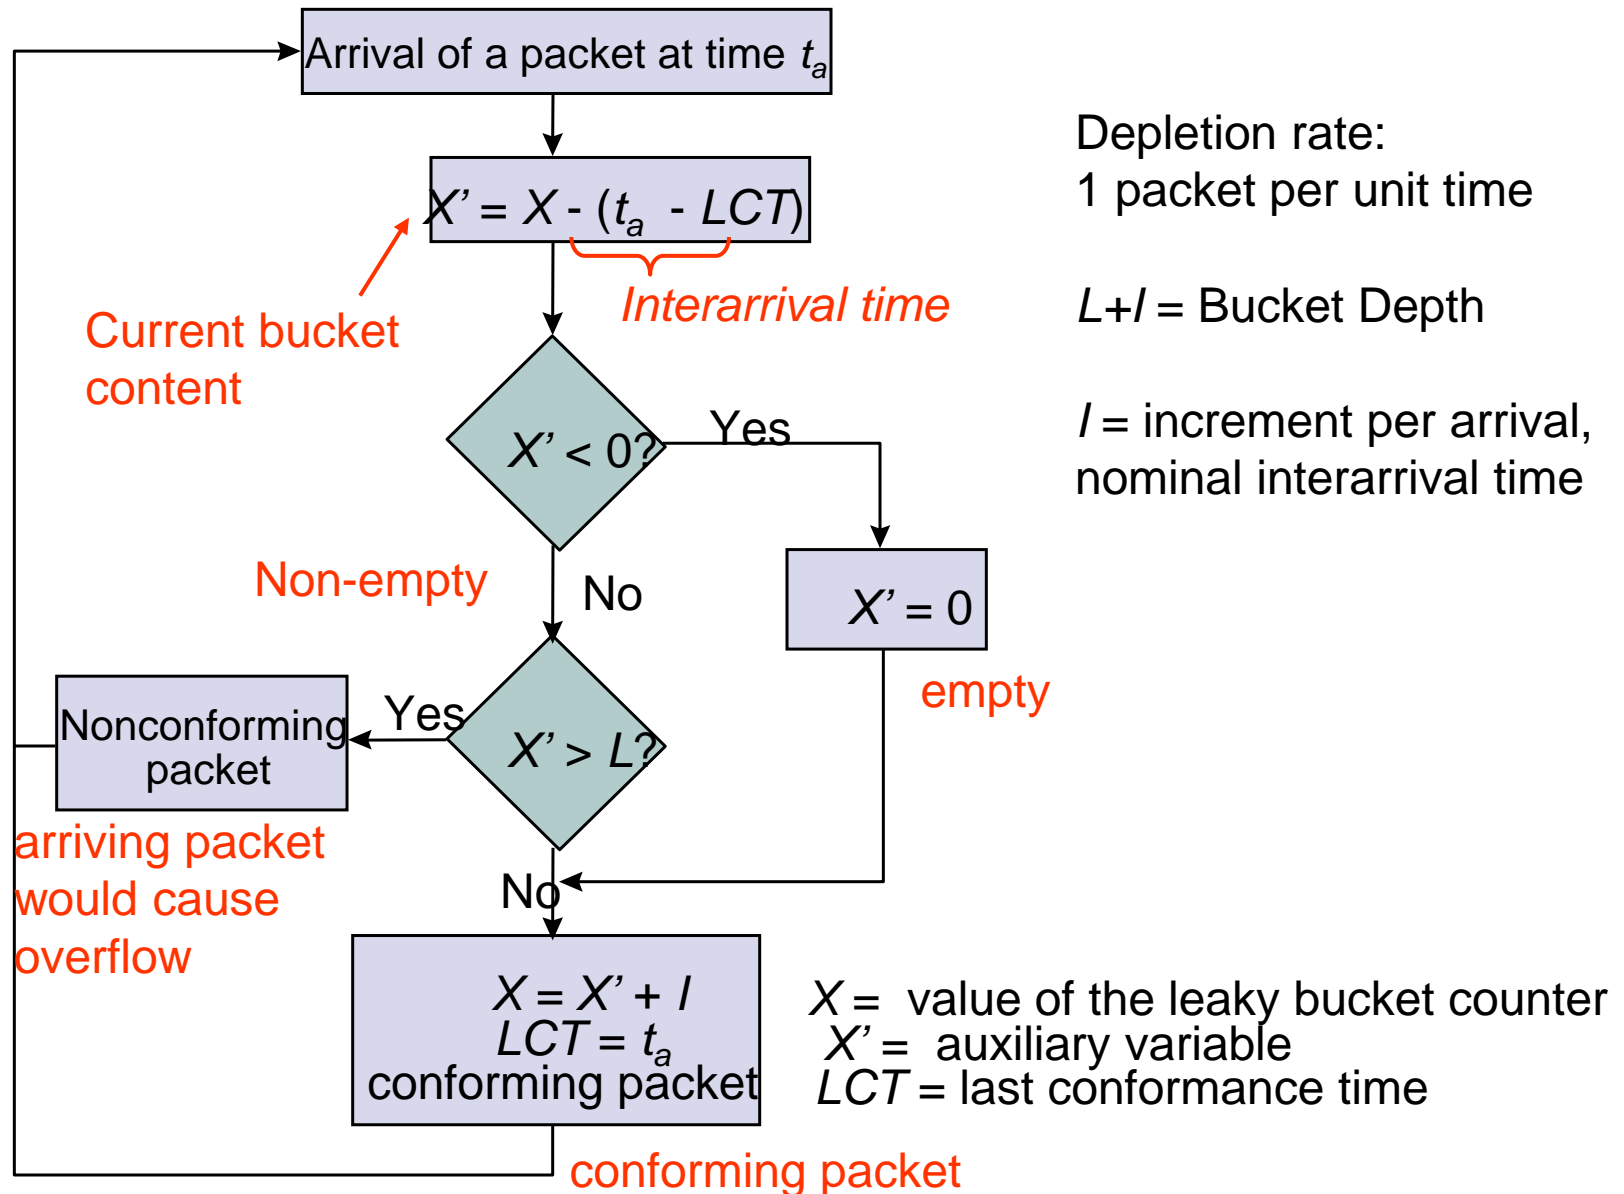 Arrival of a packet at time tₐ
Depletion rate:
1 packet per unit time
X’ = X - (tₐ - LCT)
Interarrival time
Current bucket
content
L+I = Bucket Depth
I = increment per arrival,
nominal interarrival time
X’ < 0?
Yes
Non-empty
No
X’ = 0
empty
Nonconforming
packet
Yes
X’ > L?
arriving packet
would cause
overflow
No
X = X’ + I
LCT = tₐ
conforming packet
X = value of the leaky bucket counter
X’ = auxiliary variable
LCT = last conformance time
conforming packet